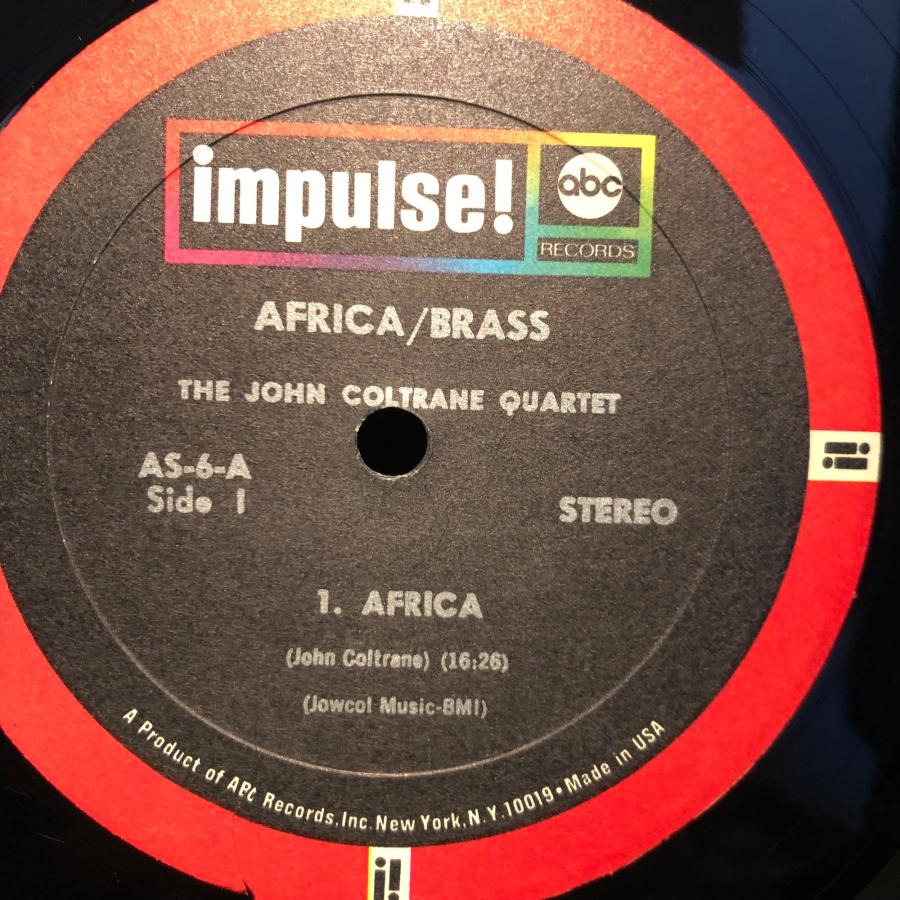 impulse!
abc
RECORDS
AFRICA/BRASS
THE JOHN COLTRANE QUARTET
AS-6-A
Side 1
STEREO
1. AFRICA
(John Coltrane) (16:26)
(Jowcol Music-BMI)
A Product of ABC Records, Inc. New York, N.Y. 10019 • Made in USA